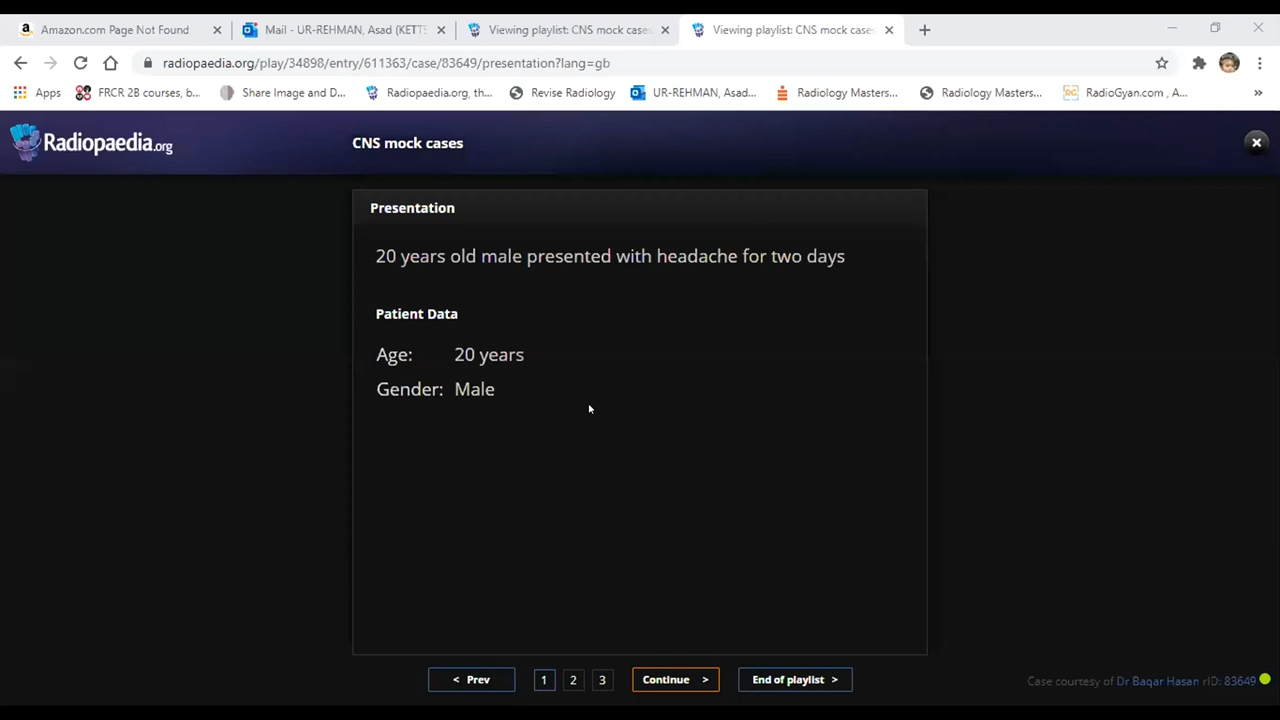 Amazon.com Page Not Found
Mail - UR-REHMAN, Asad (KETT
Viewing playlist: CNS mock cases
Viewing playlist: CNS mock cases
radiopaedia.org/play/34898/entry/611363/case/83649/presentation?lang=gb
Apps
FRCR 2B courses, b...
Share Image and D...
Radiopaedia.org, th...
Revise Radiology
UR-REHMAN, Asad...
Radiology Masters...
Radiology Masters...
RadioGyan.com , A...
»
Radiopaedia.org
CNS mock cases
Presentation
20 years old male presented with headache for two days
Patient Data
Age: 20 years
Gender: Male
< Prev 1 2 3 Continue > End of playlist >
Case courtesy of Dr Baqar Hasan rID: 83649